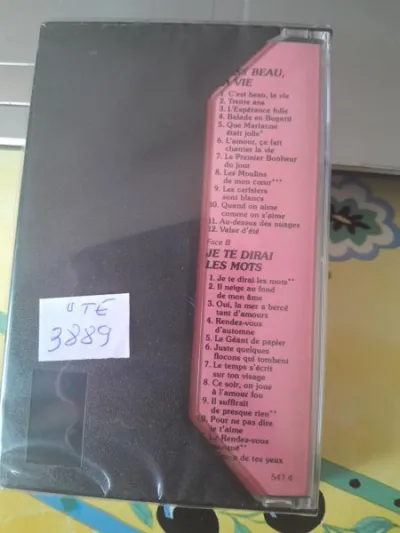 BEAU,
VIE
1. C'est beau, la vie
2. Trente ans
3. L'Espérance folle
4. Balade en Bugatti
5. Que Marianne
était jolie*
6. L'amour, ça fait
chanter la vie
7. Le Premier Bonheur
du jour
8. Les Moulins
de mon cœur***
9. Les cerisiers
sont blancs
10. Quand on aime
comme on s'aime
11. Au-dessus des nuages
12. Valse d'été
Face B
JE TE DIRAI
LES MOTS
1. Je te dirai les mots**
2. Il neige au fond
de mon âme
3. Oui, la mer a bercé
tant d'amours
4. Rendez-vous
d'automne
5. Le Géant de papier
6. Juste quelques
flocons qui tombent
7. Le temps s'écrit
sur ton visage
8. Ce soir, on joue
à l'amour fou
9. Il suffirait
de presque rien**
Pour ne pas dire
je t'aime
Rendez-vous
de tes yeux
547 4
TE
3889